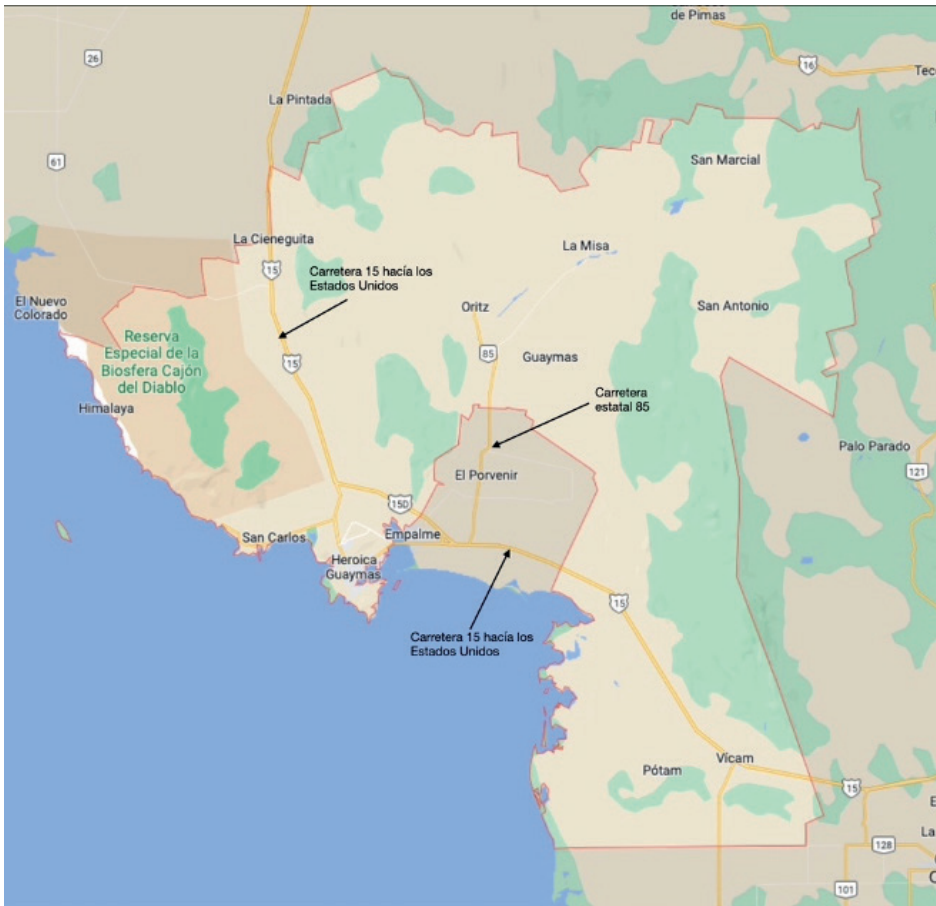 de Pimas
26
16
Teco
La Pintada
61
San Marcial
La Cieneguita
La Misa
15
Carretera 15 hacía los
Estados Unidos
El Nuevo
Colorado
Oritz
San Antonio
Reserva
Especial de la
Biosfera Cajón
del Diablo
85
15
Guaymas
Himalaya
Carretera
estatal 85
Palo Parado
El Porvenir
121
15D
San Carlos
Empalme
Heroica
Guaymas
15
Carretera 15 hacía los
Estados Unidos
Vícam
Pótam
15
E
La
128
C
101